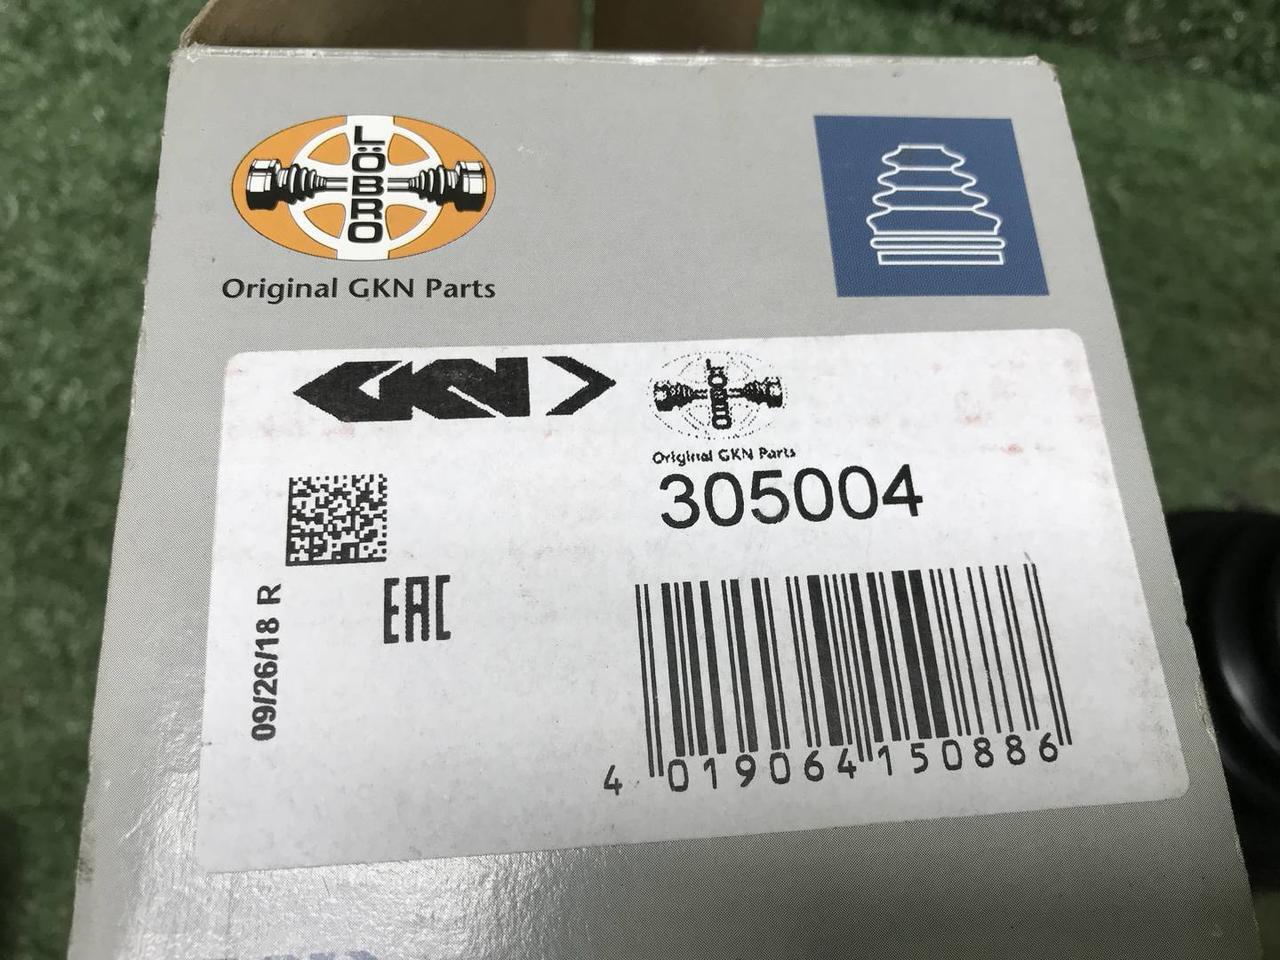 LÖBRO
Original GKN Parts
GKN
LÖBRO
Original GKN Parts
305004
09/26/18 R
EAC
4 019064 150886